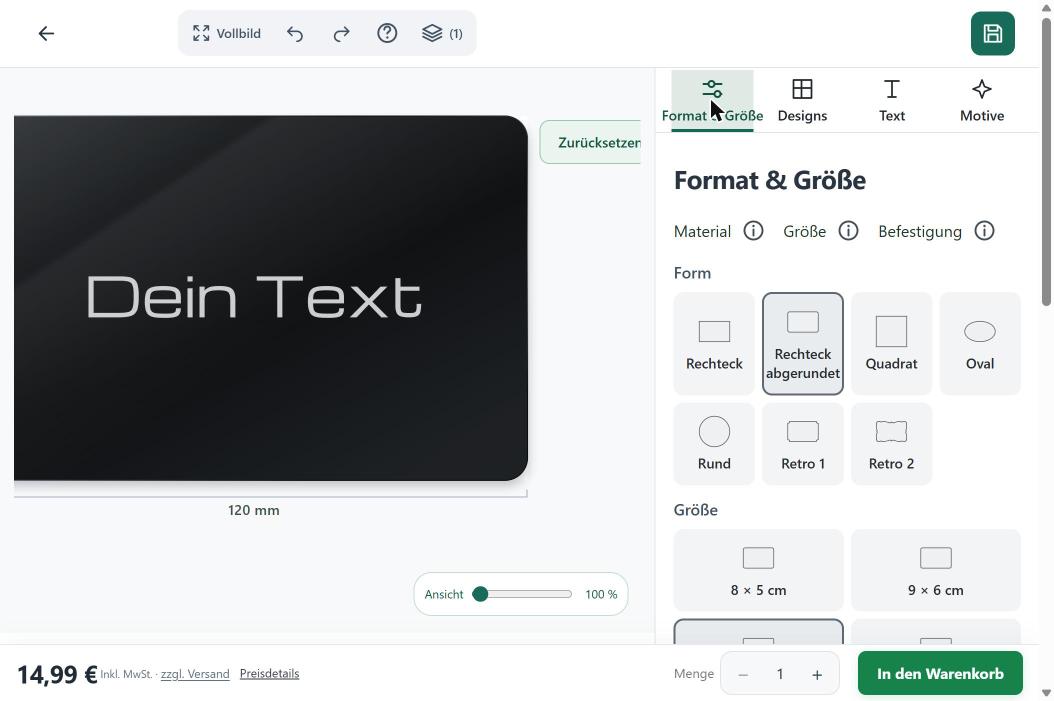 Vollbild
(1)
Format & Größe
Designs
Text
Motive
Zurücksetzen
Dein Text
120 mm
Ansicht
100 %
Format & Größe
Material
Größe
Befestigung
Form
Rechteck
Rechteck
abgerundet
Quadrat
Oval
Rund
Retro 1
Retro 2
Größe
8 × 5 cm
9 × 6 cm
14,99 € Inkl. MwSt. · zzgl. Versand Preisdetails
Menge
1
In den Warenkorb